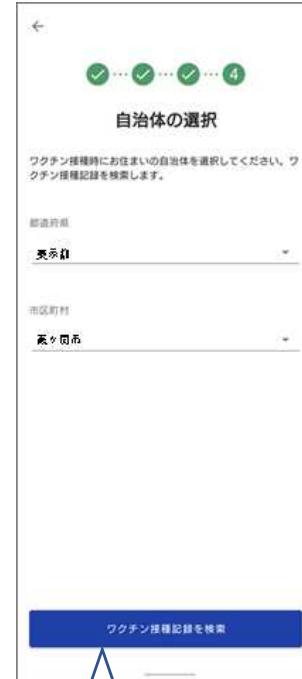 4
自治体の選択
ワクチン接種時にお住まいの自治体を選択してください。ワ
クチン接種記録を検索します。
都道府県
市区町村
ワクチン接種記録を検索